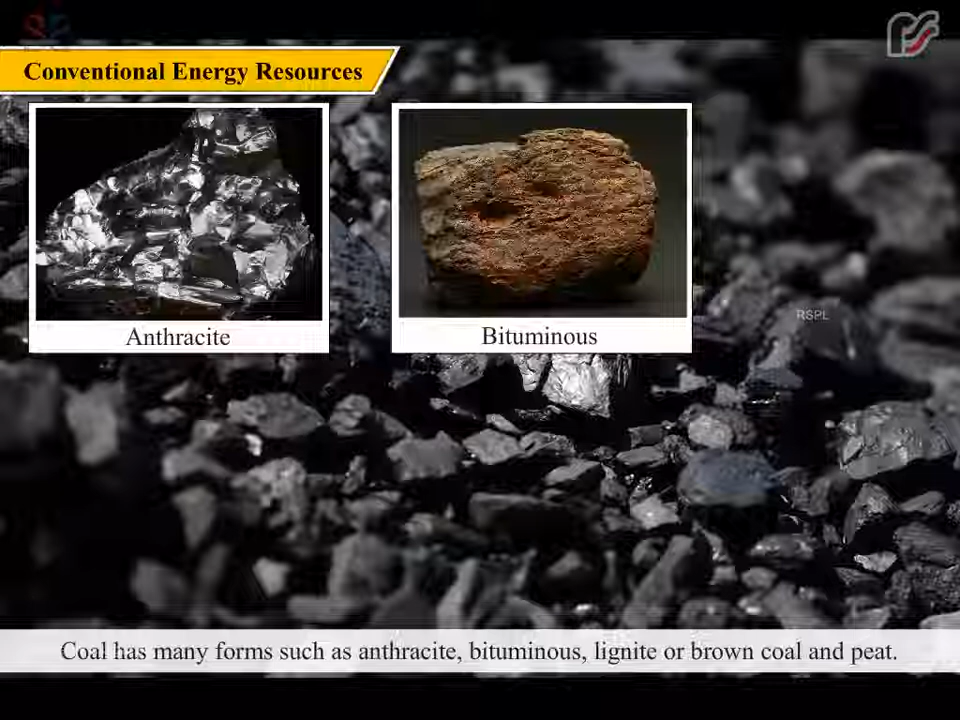 Conventional Energy Resources
Anthracite
Bituminous
RSPL
Coal has many forms such as anthracite, bituminous, lignite or brown coal and peat.